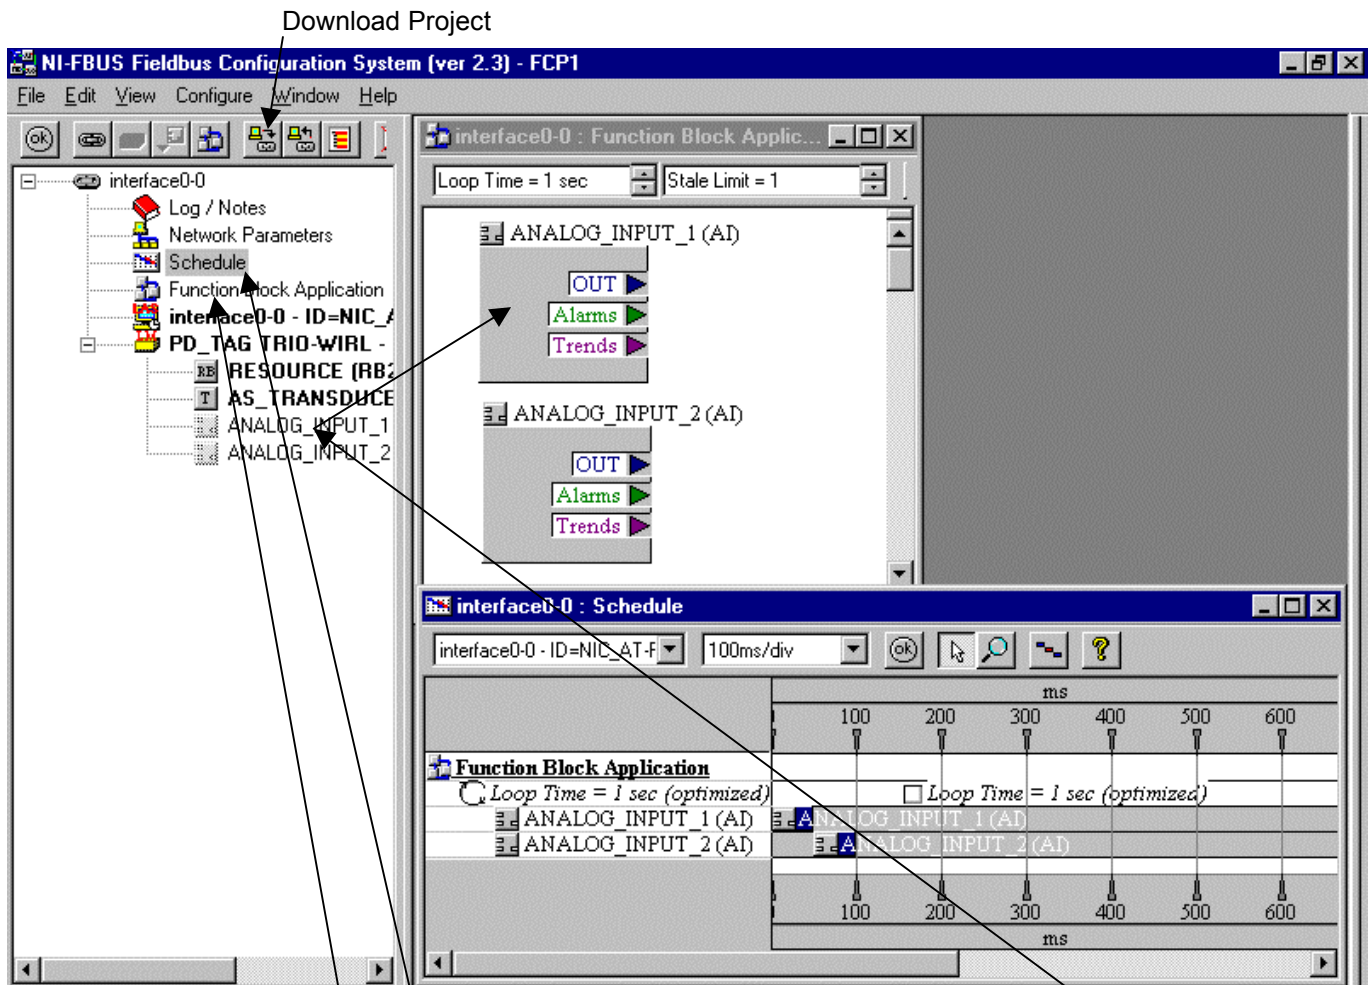 Download Project
NI-FBUS Fieldbus Configuration System (ver 2.3) - FCP1
File Edit View Configure Window Help
interface0-0
Log / Notes
Network Parameters
Schedule
Function Block Application
interface0-0 - ID=NIC_A
PD_TAG TRIO-WIRL -
RB RESOURCE (RB2
T AS_TRANSDUCE
ANALOG_INPUT_1
ANALOG_INPUT_2
interface0-0 : Function Block Applic...
Loop Time = 1 sec Stale Limit = 1
ANALOG_INPUT_1 (AI)
OUT
Alarms
Trends
ANALOG_INPUT_2 (AI)
OUT
Alarms
Trends
interface0-0 : Schedule
interface0-0 - ID=NIC_AT-F 100ms/div ok ?
ms
100 200 300 400 500 600
Function Block Application
Loop Time = 1 sec (optimized) Loop Time = 1 sec (optimized)
ANALOG_INPUT_1 (AI) ANALOG_INPUT_1 (AI)
ANALOG_INPUT_2 (AI) ANALOG_INPUT_2 (AI)
100 200 300 400 500 600
ms